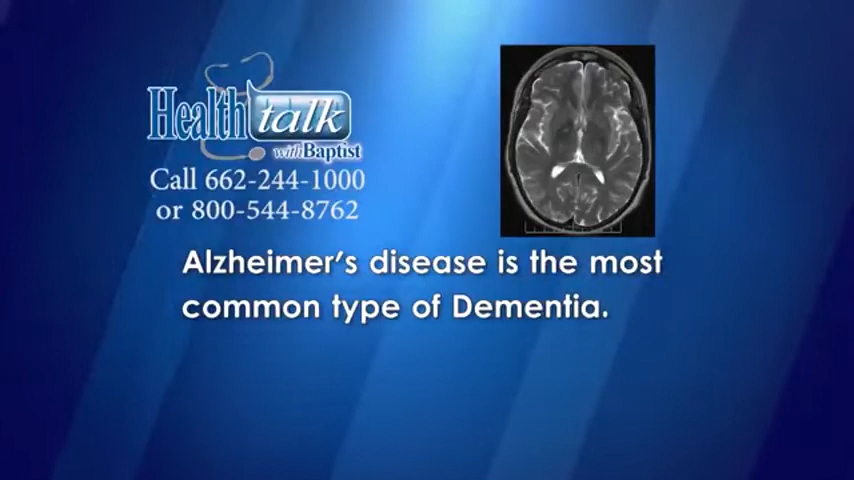 Health talk
with Baptist
Call 662-244-1000
or 800-544-8762
Alzheimer's disease is the most
common type of Dementia.